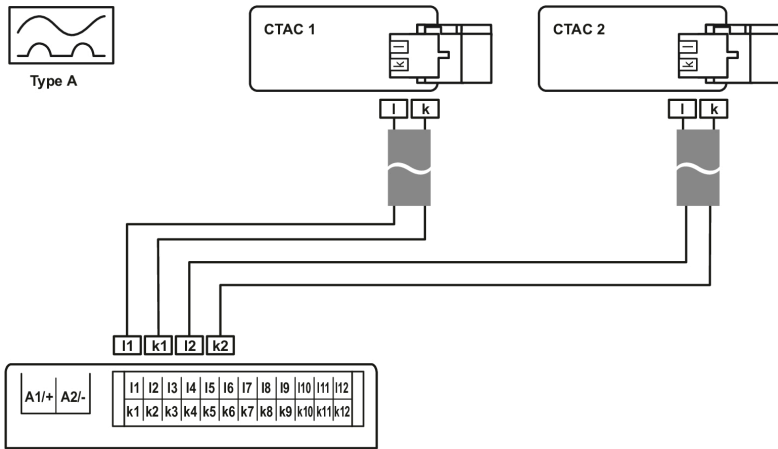 CTAC 1
l
k
CTAC 2
l
k
Type A
l k
l k
l1 k1 l2 k2
A1/+ A2/-
l1 l2 l3 l4 l5 l6 l7 l8 l9 l10 l11 l12
k1 k2 k3 k4 k5 k6 k7 k8 k9 k10 k11 k12